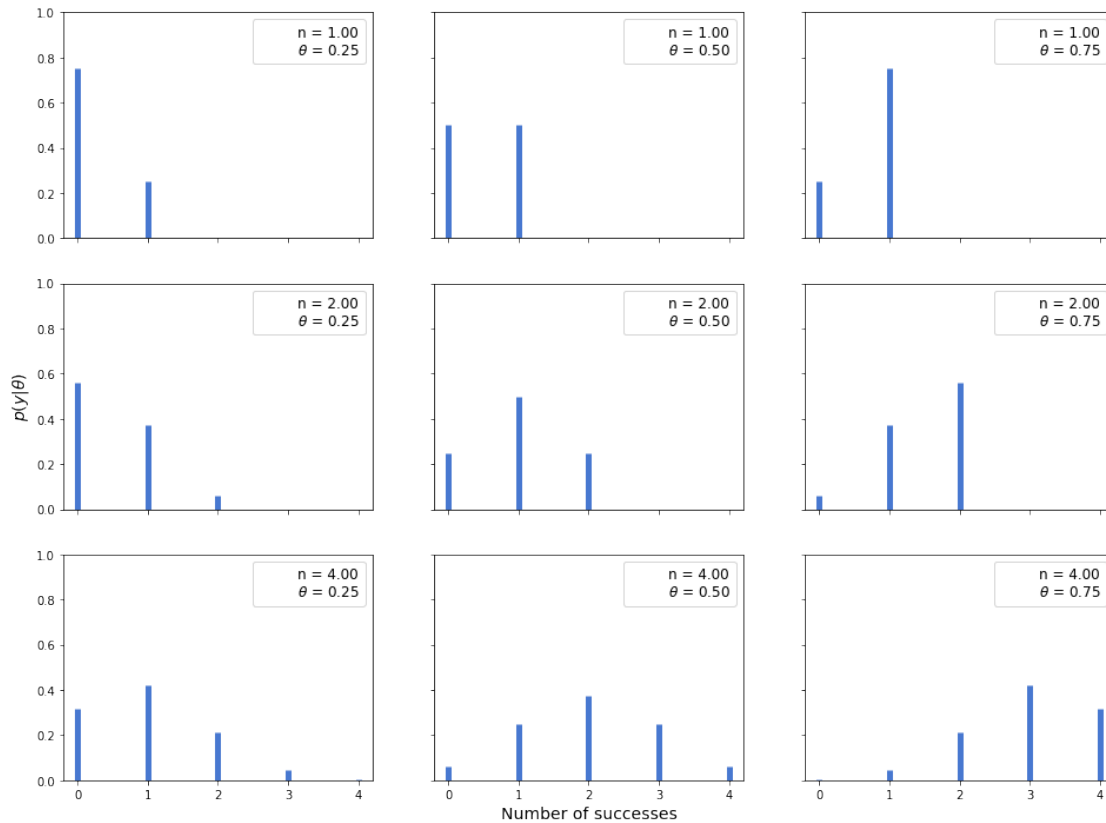 1.0
0.8
0.6
0.4
0.2
0.0
n = 1.00
θ = 0.25
n = 1.00
θ = 0.50
n = 1.00
θ = 0.75
p(y|θ)
1.0
0.8
0.6
0.4
0.2
0.0
n = 2.00
θ = 0.25
n = 2.00
θ = 0.50
n = 2.00
θ = 0.75
1.0
0.8
0.6
0.4
0.2
0.0
n = 4.00
θ = 0.25
n = 4.00
θ = 0.50
n = 4.00
θ = 0.75
0 1 2 3 4
0 1 2 3 4
0 1 2 3 4
Number of successes